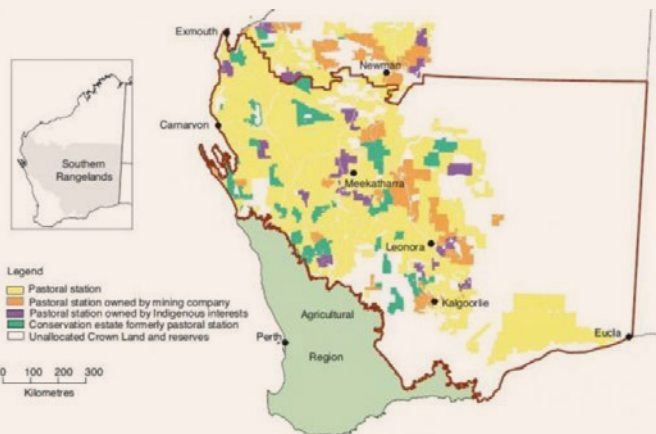 Exmouth
Newman
Carnarvon
Southern
Rangelands
Meekatharra
Leonora
Legend
Pastoral station
Pastoral station owned by mining company
Pastoral station owned by Indigenous interests
Conservation estate formerly pastoral station
Unallocated Crown Land and reserves
Kalgoorlie
Agricultural
Region
Perth
Eucla
0 100 200 300
Kilometres